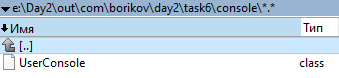 e:\Day2\out\com\borikov\day2\task6\console\*.*
Имя Тип
[..]
UserConsole class